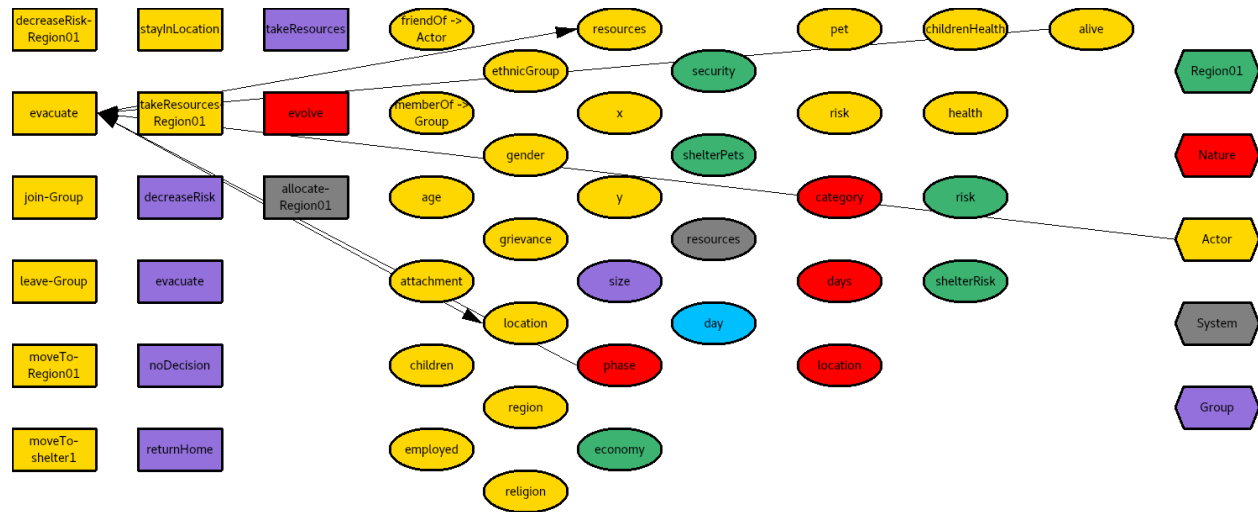 decreaseRisk-
Region01
stayInLocation
takeResources
friendOf ->
Actor
resources
pet
childrenHealth
alive
ethnicGroup
security
Region01
evacuate
takeResources-
Region01
evolve
memberOf ->
Group
x
risk
health
gender
shelterPets
Nature
join-Group
decreaseRisk
allocate-
Region01
age
y
category
risk
grievance
resources
Actor
leave-Group
evacuate
attachment
size
days
shelterRisk
location
day
System
moveTo-
Region01
noDecision
children
phase
location
region
Group
moveTo-
shelter1
returnHome
employed
economy
religion